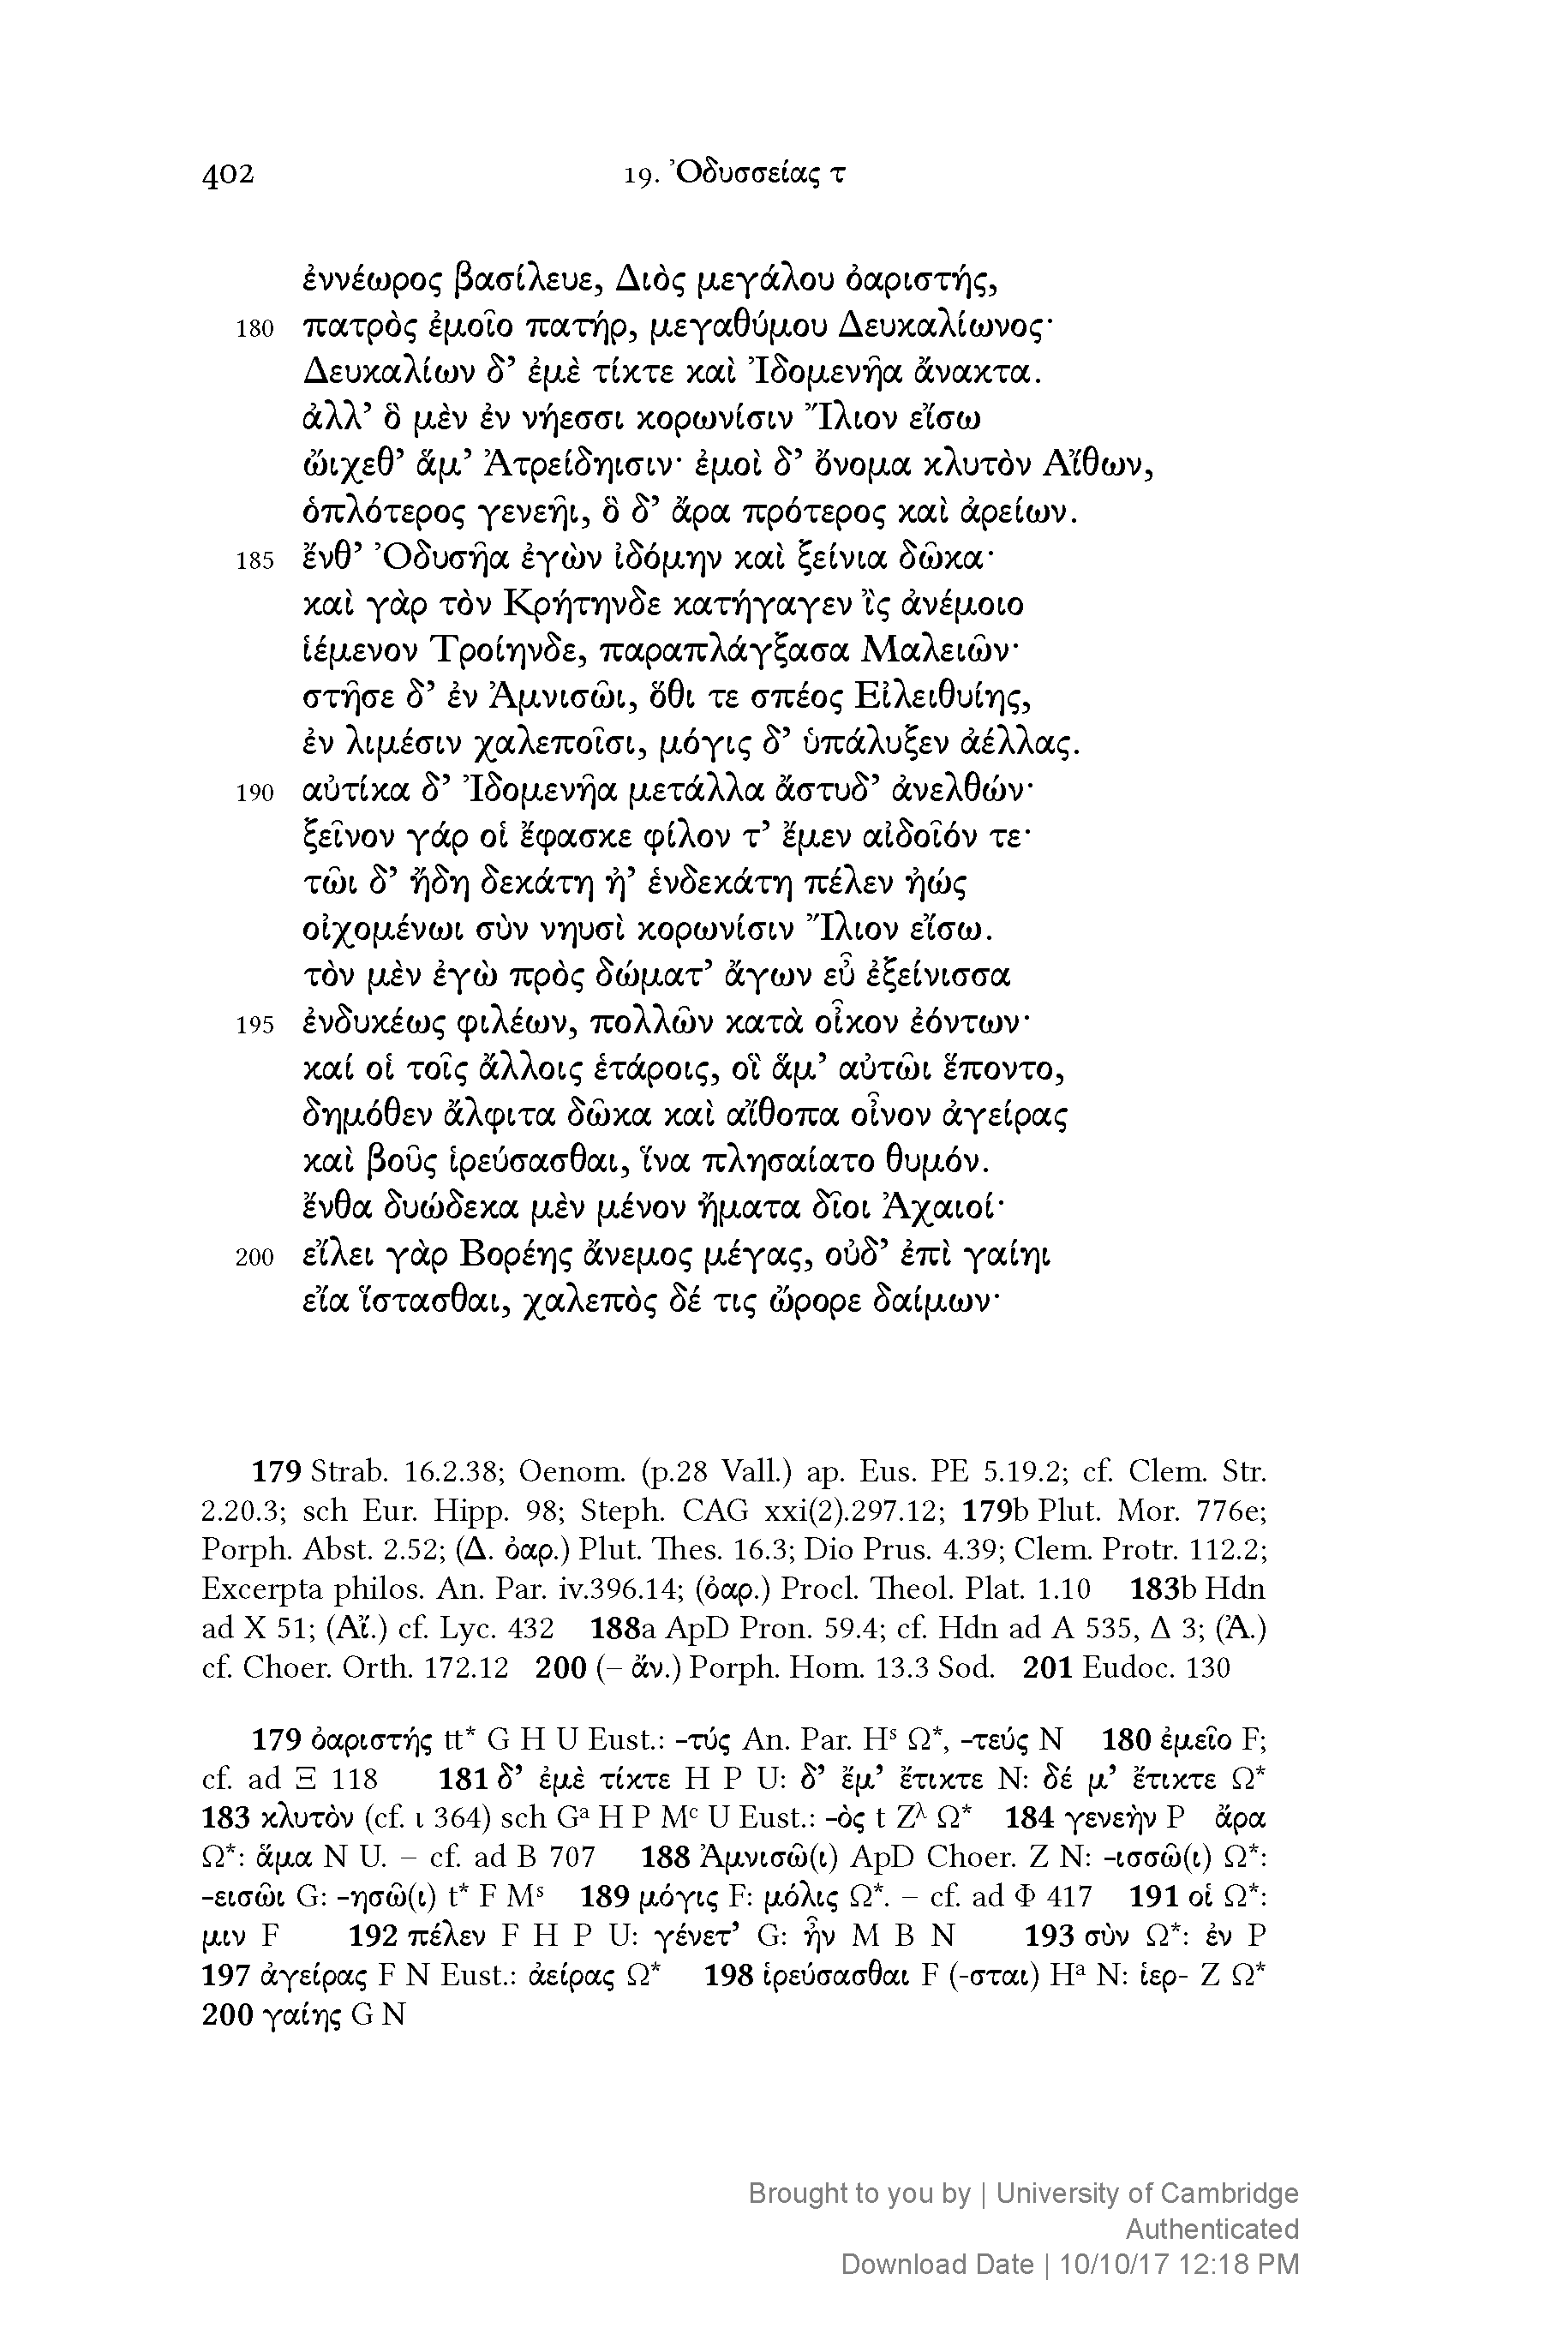 402 19. Ὀδυσσείας τ
ἐννέωρος βασίλευε, Διὸς μεγάλου ὀαριστής,
180 πατρὸς ἐμοῖο πατήρ, μεγαθύμου Δευκαλίωνος·
Δευκαλίων δ’ ἐμὲ τίκτε καὶ Ἰδομενῆα ἄνακτα.
ἀλλ’ ὃ μὲν ἐν νήεσσι κορωνίσιν Ἴλιον εἴσω
ὤιχεθ’ ἅμ’ Ἀτρείδηισιν· ἐμοὶ δ’ ὄνομα κλυτὸν Αἴθων,
ὁπλότερος γενεῆι, ὃ δ’ ἄρα πρότερος καὶ ἀρείων.
185 ἔνθ’ Ὀδυσῆα ἐγὼν ἰδόμην καὶ ξείνια δῶκα·
καὶ γὰρ τὸν Κρήτηνδε κατήγαγεν ἲς ἀνέμοιο
ἱέμενον Τροίηνδε, παραπλάγξασα Μαλειῶν·
στῆσε δ’ ἐν Ἀμνισῶι, ὅθι τε σπέος Εἰλειθυίης,
ἐν λιμέσιν χαλεποῖσι, μόγις δ’ ὑπάλυξεν ἀέλλας.
190 αὐτίκα δ’ Ἰδομενῆα μετάλλα ἄστυδ’ ἀνελθών·
ξεῖνον γάρ οἱ ἔφασκε φίλον τ’ ἔμεν αἰδοῖόν τε·
τῶι δ’ ἤδη δεκάτη ἠ’ ἑνδεκάτη πέλεν ἠώς
οἰχομένωι σὺν νηυσὶ κορωνίσιν Ἴλιον εἴσω.
τὸν μὲν ἐγὼ πρὸς δώματ’ ἄγων εὖ ἐξείνισσα
195 ἐνδυκέως φιλέων, πολλῶν κατὰ οἶκον ἐόντων·
καί οἱ τοῖς ἄλλοις ἑτάροις, οἳ ἅμ’ αὐτῶι ἕποντο,
δημόθεν ἄλφιτα δῶκα καὶ αἴθοπα οἶνον ἀγείρας
καὶ βοῦς ἱρεύσασθαι, ἵνα πλησαίατο θυμόν.
ἔνθα δυώδεκα μὲν μένον ἤματα δῖοι Ἀχαιοί·
200 εἴλει γὰρ Βορέης ἄνεμος μέγας, οὐδ’ ἐπὶ γαίηι
εἴα ἵστασθαι, χαλεπὸς δέ τις ὤρορε δαίμων·
179 Strab. 16.2.38; Oenom. (p.28 Vall.) ap. Eus. PE 5.19.2; cf. Clem. Str.
2.20.3; sch Eur. Hipp. 98; Steph. CAG xxi(2).297.12; 179b Plut. Mor. 776e;
Porph. Abst. 2.52; (Δ. ὀαρ.) Plut. Thes. 16.3; Dio Prus. 4.39; Clem. Protr. 112.2;
Excerpta philos. An. Par. iv.396.14; (ὀαρ.) Procl. Theol. Plat. 1.10 183b Hdn
ad X 51; (Αἴ.) cf. Lyc. 432 188a ApD Pron. 59.4; cf. Hdn ad A 535, Δ 3; (Ἀ.)
cf. Choer. Orth. 172.12 200 (– ἄν.) Porph. Hom. 13.3 Sod. 201 Eudoc. 130
179 ὀαριστής tt* G H U Eust.: -τύς An. Par. Hˢ Ω*, -τεύς N 180 ἐμεῖο F;
cf. ad Ξ 118 181 δ’ ἐμὲ τίκτε H P U: δ’ ἔμ’ ἔτικτε N: δέ μ’ ἔτικτε Ω*
183 κλυτὸν (cf. ι 364) sch Gᵃ H P Mᶜ U Eust.: -ὸς t Zλ Ω* 184 γενεὴν P ἄρα
Ω*: ἅμα N U. – cf. ad B 707 188 Ἀμνισῶ(ι) ApD Choer. Z N: -ισσῶ(ι) Ω*:
-εισῶι G: -ησῶ(ι) t* F Mˢ 189 μόγις F: μόλις Ω*. – cf. ad Φ 417 191 οἱ Ω*:
μιν F 192 πέλεν F H P U: γένετ’ G: ἦν M B N 193 σὺν Ω*: ἐν P
197 ἀγείρας F N Eust.: ἀείρας Ω* 198 ἱρεύσασθαι F (-σται) Hᵃ N: ἱερ- Z Ω*
200 γαίης G N
Brought to you by | University of Cambridge
Authenticated
Download Date | 10/10/17 12:18 PM